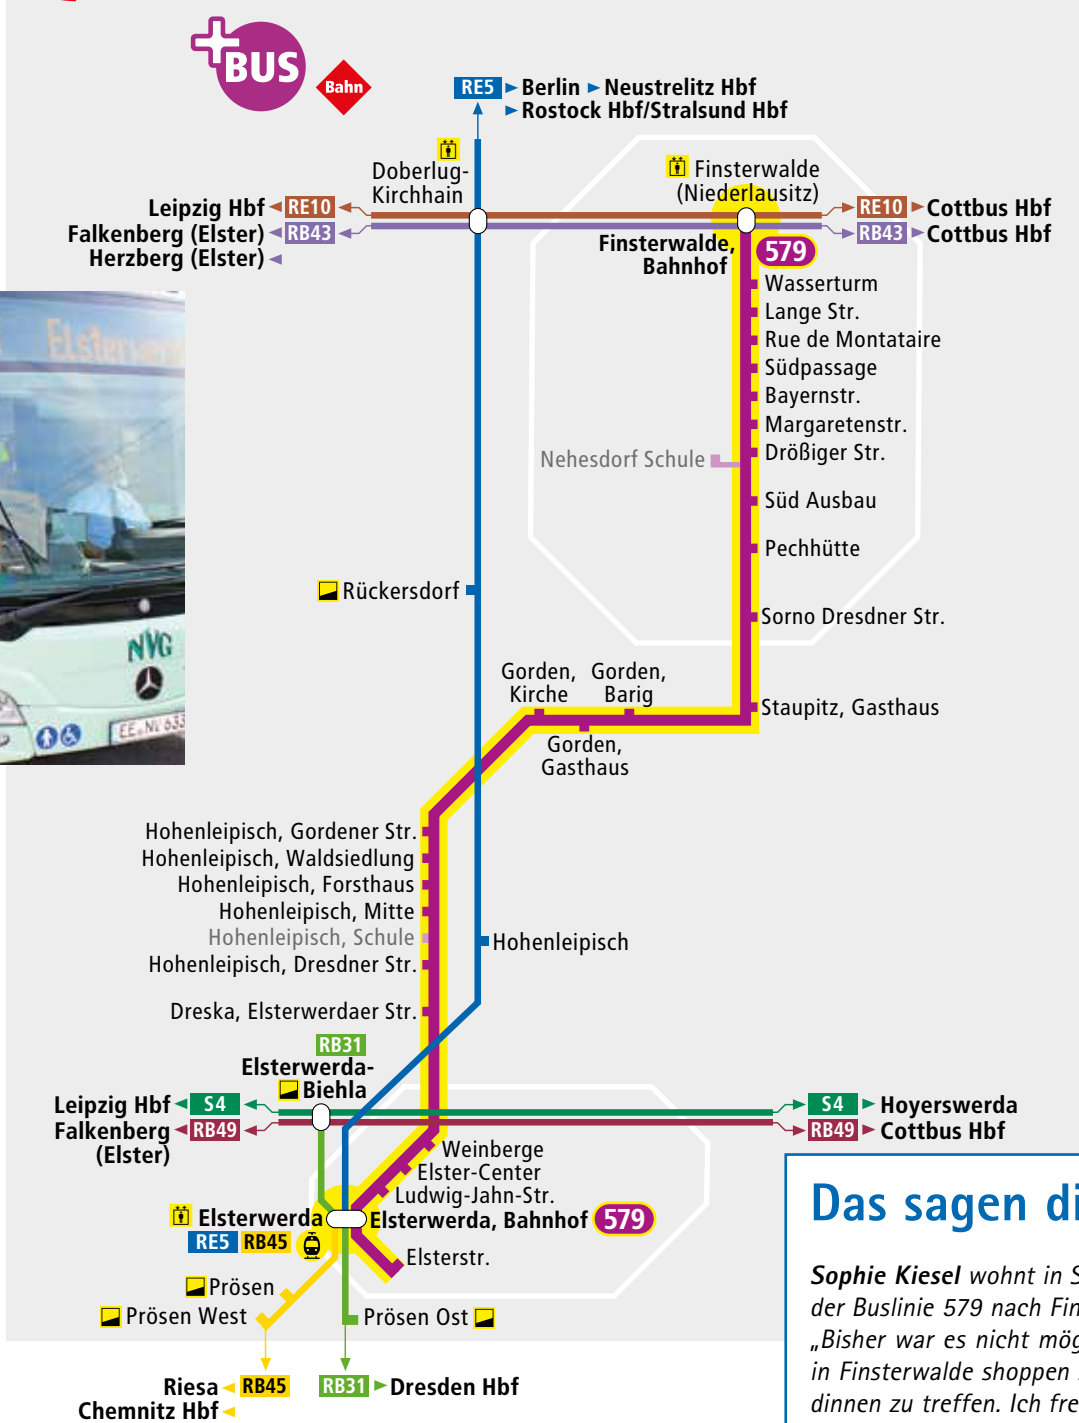 +BUS
Bahn
RE5 Berlin Neustrelitz Hbf
Rostock Hbf/Stralsund Hbf
Doberlug-
Kirchhain
Finsterwalde
(Niederlausitz)
Leipzig Hbf RE10
Falkenberg (Elster) RB43
Herzberg (Elster)
RE10 Cottbus Hbf
RB43 Cottbus Hbf
Finsterwalde,
Bahnhof
579
Wasserturm
Lange Str.
Rue de Montataire
Südpassage
Bayernstr.
Margaretenstr.
Drößiger Str.
Nehesdorf Schule
Süd Ausbau
Pechhütte
Rückersdorf
Sorno Dresdner Str.
Staupitz, Gasthaus
Gorden,
Kirche
Gorden,
Barig
Gorden,
Gasthaus
NVG
Hohenleipisch, Gordener Str.
Hohenleipisch, Waldsiedlung
Hohenleipisch, Forsthaus
Hohenleipisch, Mitte
Hohenleipisch, Schule
Hohenleipisch
Hohenleipisch, Dresdner Str.
Dreska, Elsterwerdaer Str.
RB31
Elsterwerda-
Biehla
Leipzig Hbf S4
Falkenberg RB49
(Elster)
S4 Hoyerswerda
RB49 Cottbus Hbf
Weinberge
Elster-Center
Ludwig-Jahn-Str.
Elsterwerda
RE5 RB45
Elsterwerda, Bahnhof 579
Elsterstr.
Prösen
Prösen West
Prösen Ost
Riesa RB45
Chemnitz Hbf
RB31 Dresden Hbf
Das sagen di
Sophie Kiesel wohnt in S
der Buslinie 579 nach Fin
„Bisher war es nicht mög
in Finsterwalde shoppen
dinnen zu treffen. Ich fre